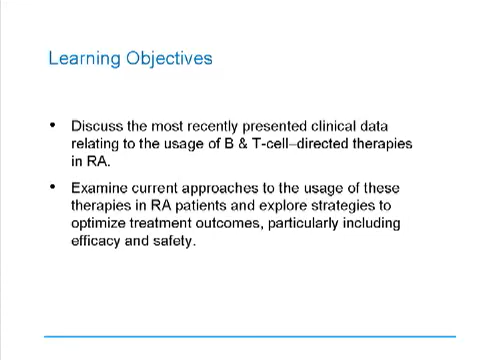 Learning Objectives
• Discuss the most recently presented clinical data
relating to the usage of B & T-cell–directed therapies
in RA.
• Examine current approaches to the usage of these
therapies in RA patients and explore strategies to
optimize treatment outcomes, particularly including
efficacy and safety.